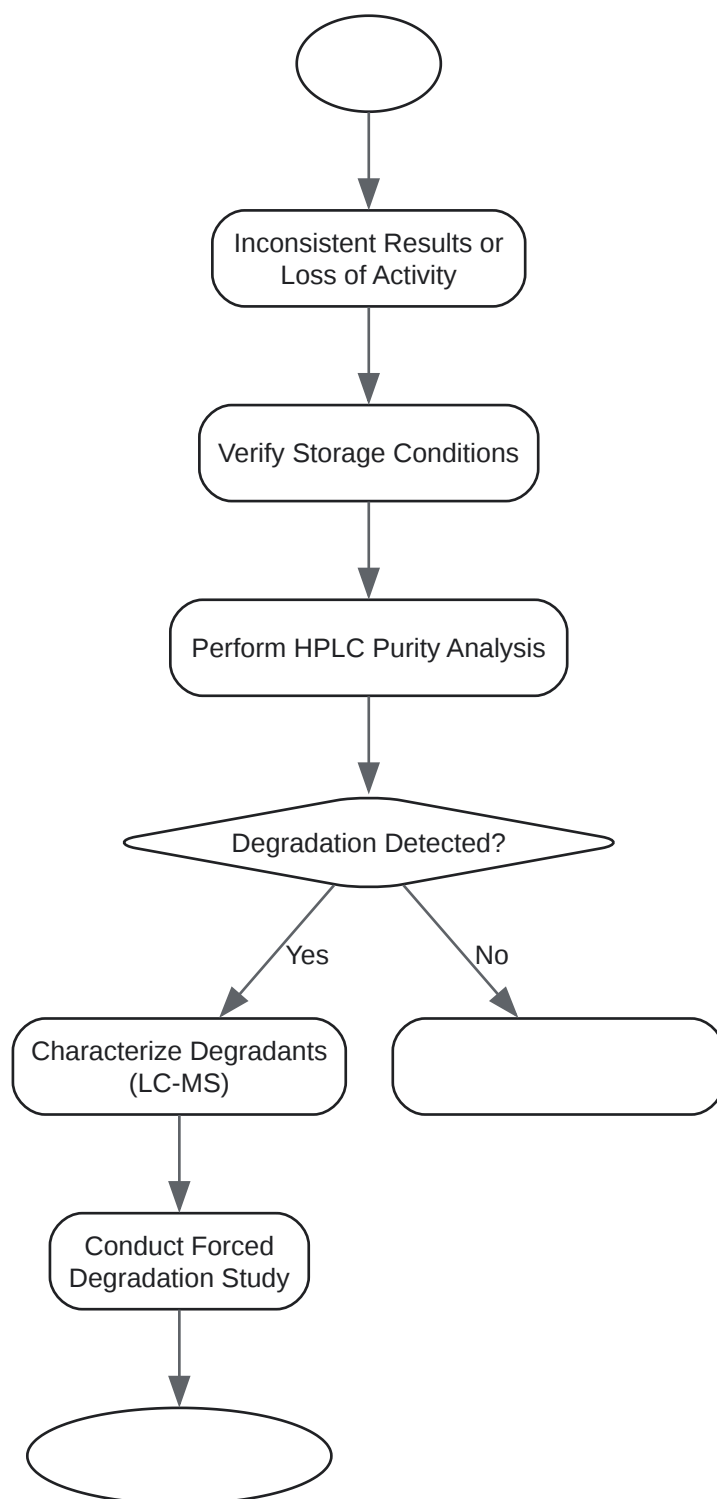 Inconsistent Results or
Loss of Activity
Verify Storage Conditions
Perform HPLC Purity Analysis
Degradation Detected?
Yes
No
Characterize Degradants
(LC-MS)
Conduct Forced
Degradation Study